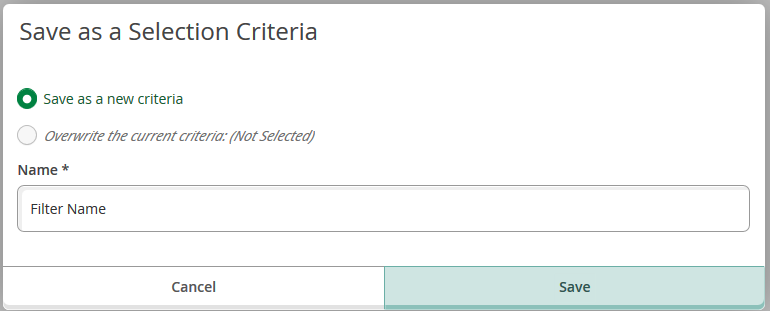 Save as a Selection Criteria
Save as a new criteria
Overwrite the current criteria: (Not Selected)
Name *
Filter Name
Cancel
Save